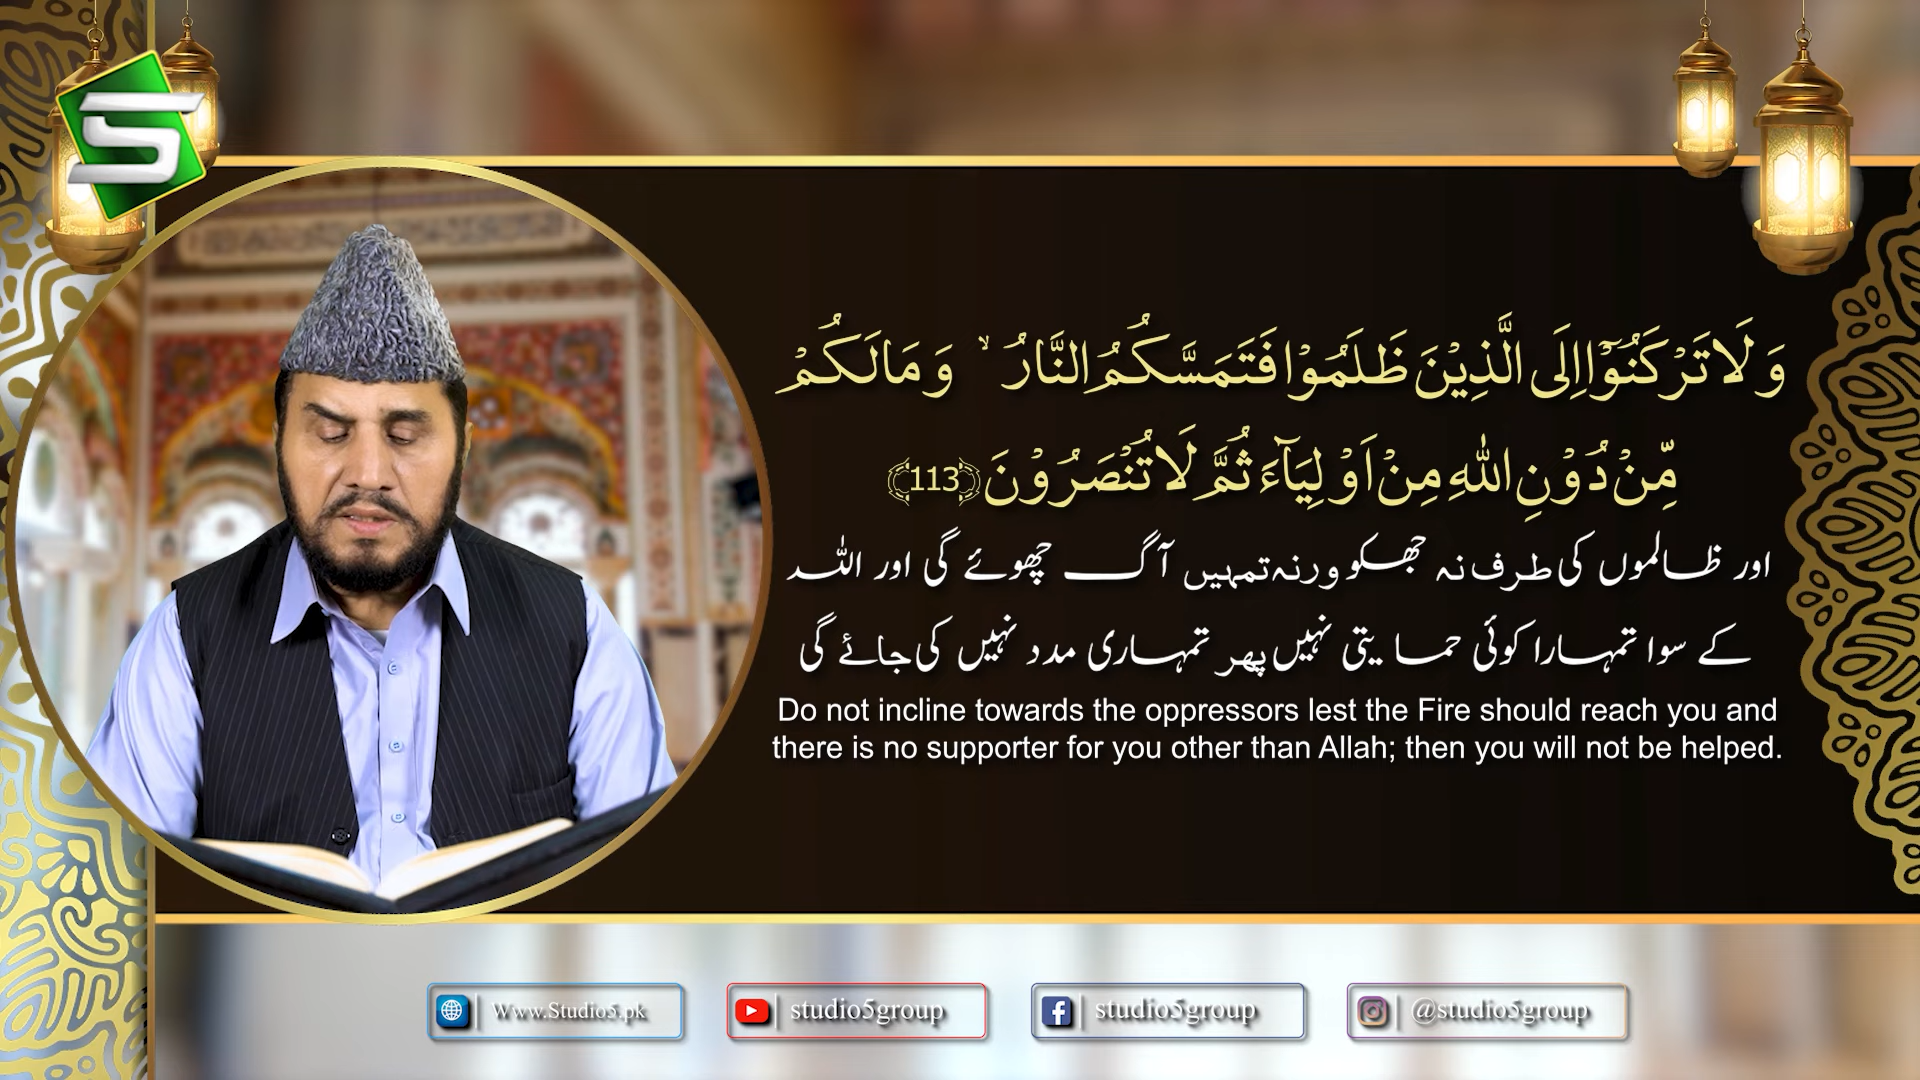 وَلَا تَرْكَنُوْٓا اِلَى الَّذِيْنَ ظَلَمُوْا فَتَمَسَّكُمُ النَّارُ ۙ وَمَا لَكُمْ
مِّنْ دُوْنِ اللّٰهِ مِنْ اَوْلِيَآءَ ثُمَّ لَا تُنْصَرُوْنَ ﴿113﴾
اور ظالموں کی طرف نہ جھکو ورنہ تمہیں آگ چھوئے گی اور اللہ
کے سوا تمہارا کوئی حمایتی نہیں پھر تمہاری مدد نہیں کی جائے گی
Do not incline towards the oppressors lest the Fire should reach you and
there is no supporter for you other than Allah; then you will not be helped.
Www.Studio5.pk
studio5group
studio5group
@studio5group